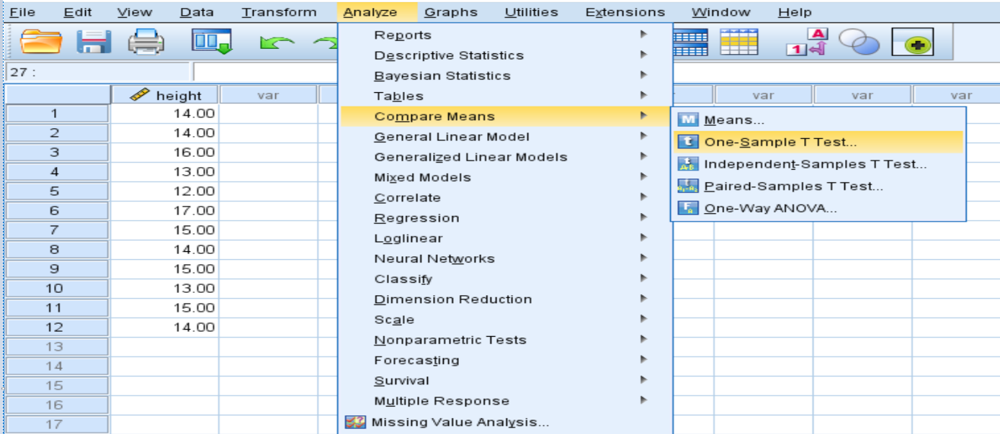 File Edit View Data Transform Analyze Graphs Utilities Extensions Window Help
27 :
height var var var var
1 14.00
2 14.00
3 16.00
4 13.00
5 12.00
6 17.00
7 15.00
8 14.00
9 15.00
10 13.00
11 15.00
12 14.00
13
14
15
16
17
Reports
Descriptive Statistics
Bayesian Statistics
Tables
Compare Means
General Linear Model
Generalized Linear Models
Mixed Models
Correlate
Regression
Loglinear
Neural Networks
Classify
Dimension Reduction
Scale
Nonparametric Tests
Forecasting
Survival
Multiple Response
Missing Value Analysis...
M Means...
t One-Sample T Test...
Independent-Samples T Test...
Paired-Samples T Test...
One-Way ANOVA...
A
1